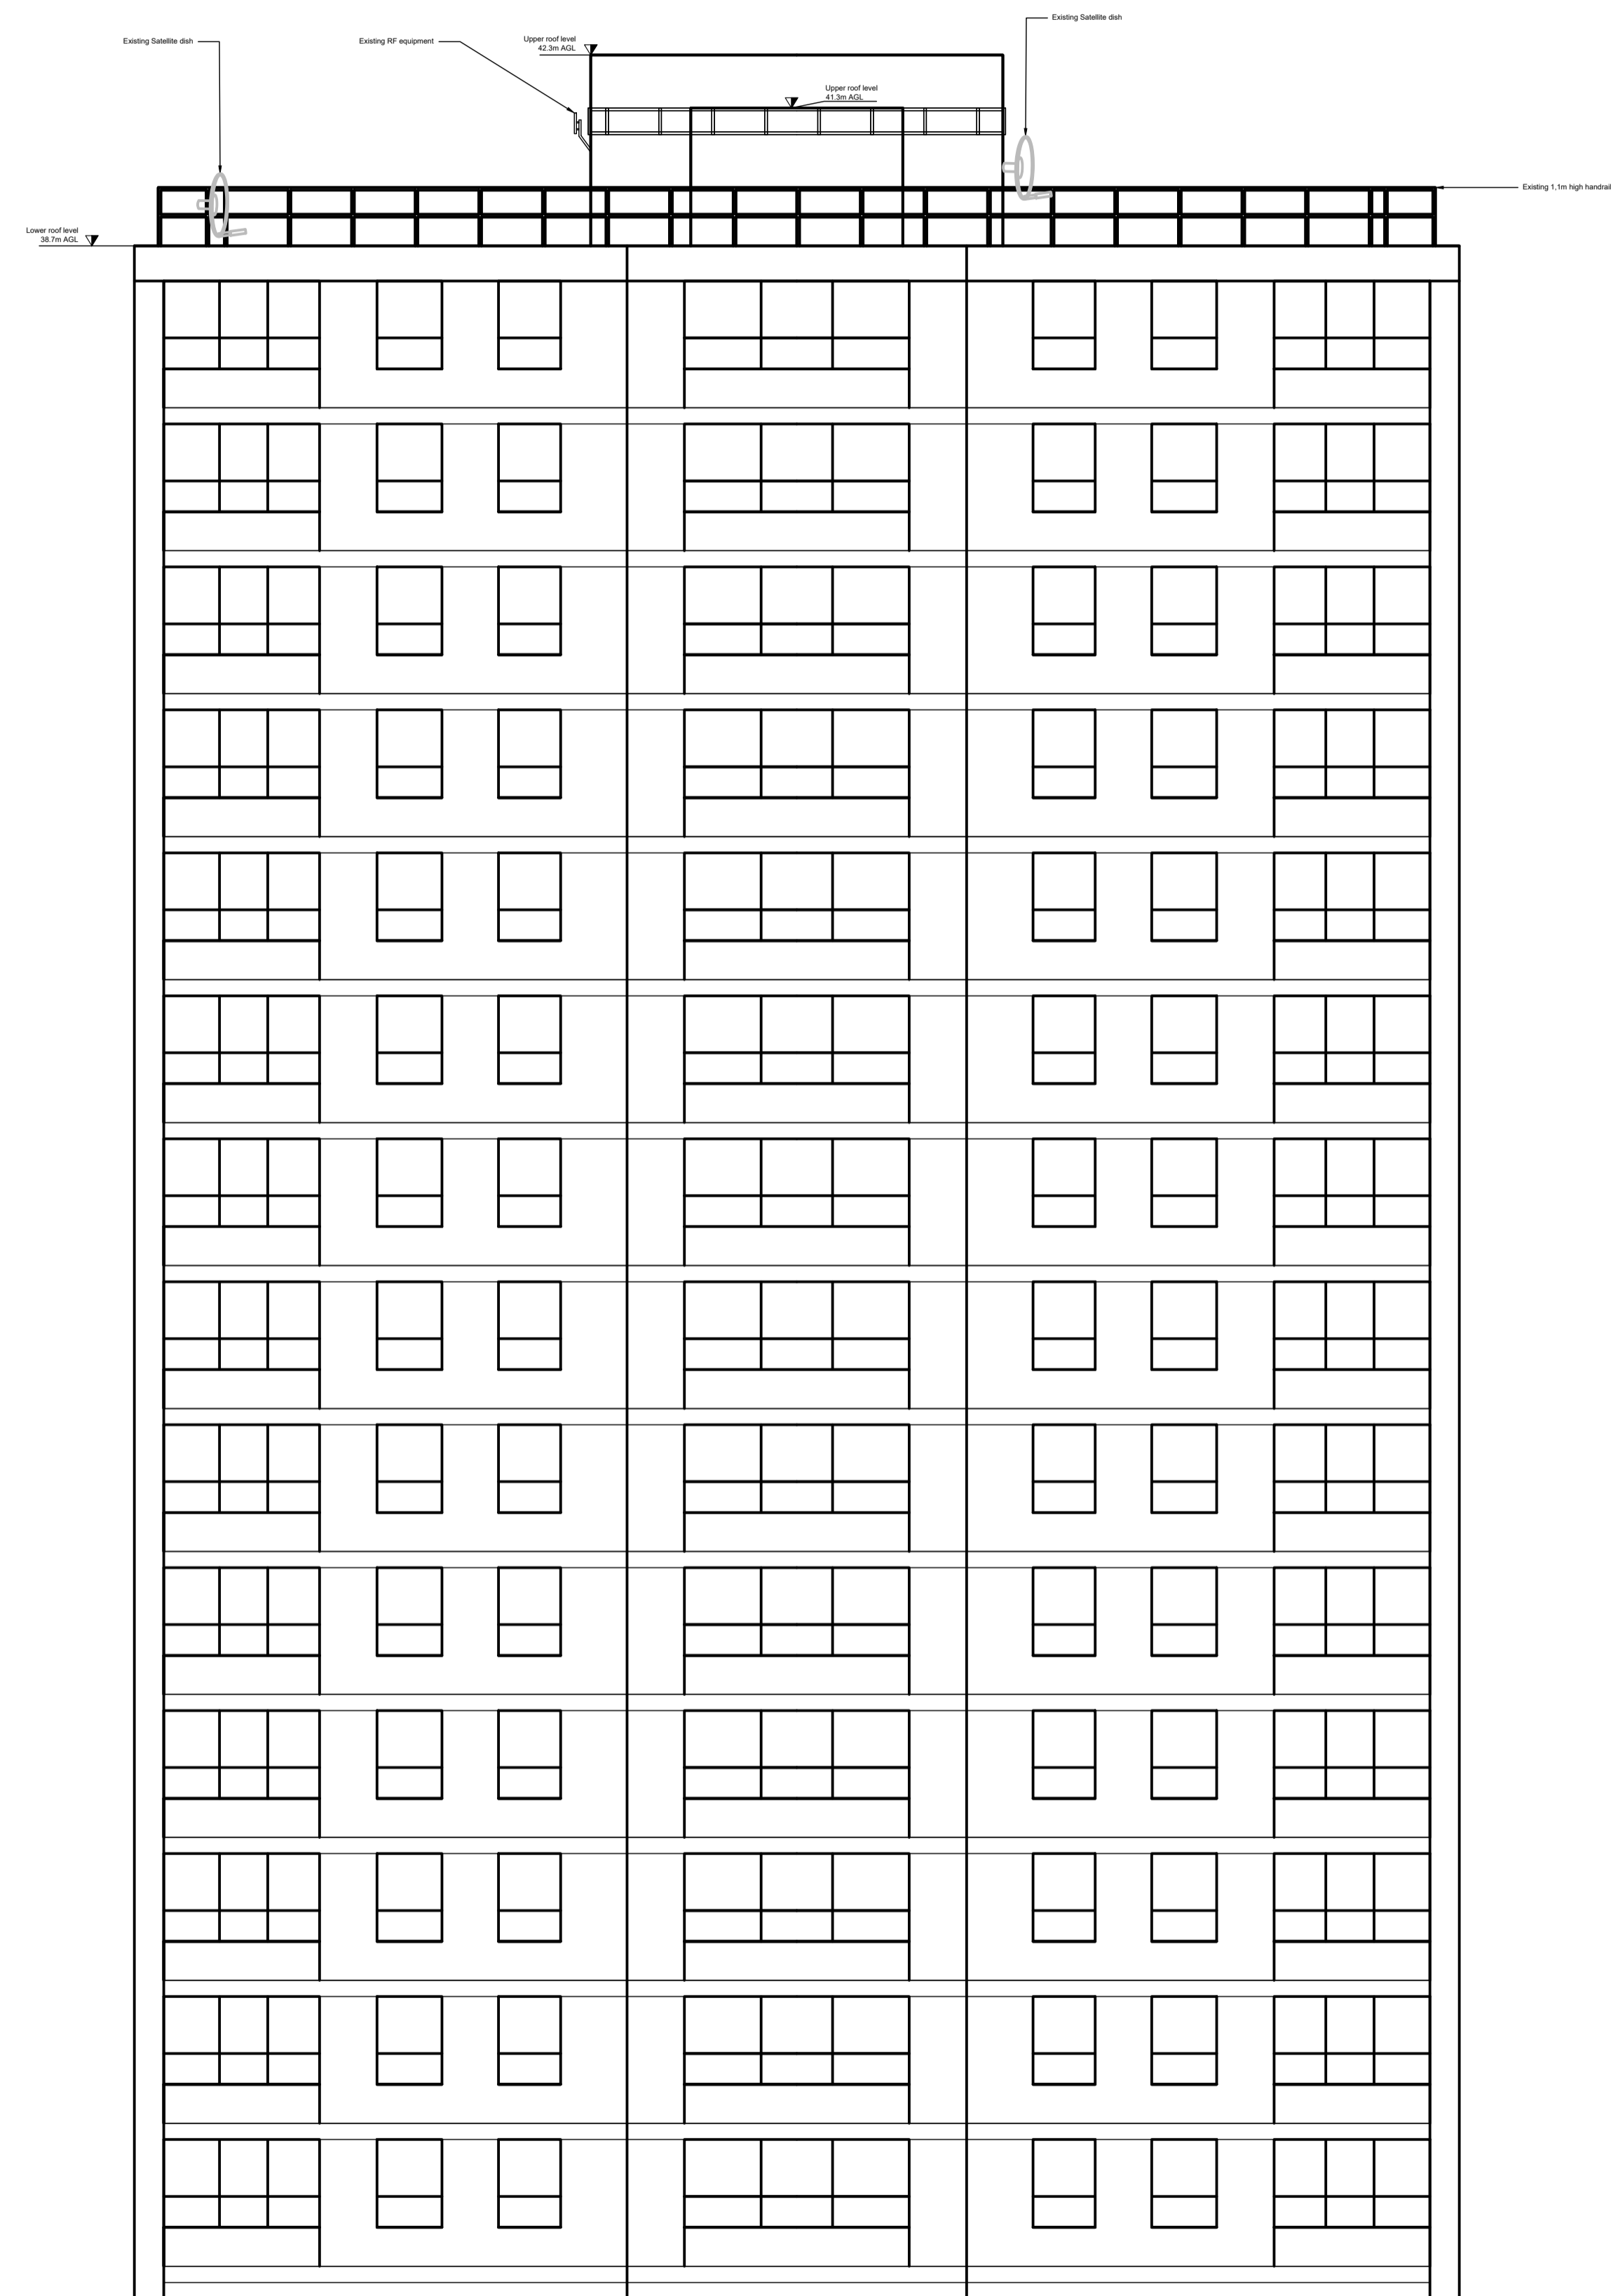 Existing Satellite dish
Existing Satellite dish
Existing RF equipment
Upper roof level
42.3m AGL
Upper roof level
41.3m AGL
Existing 1,1m high handrail
Lower roof level
38.7m AGL